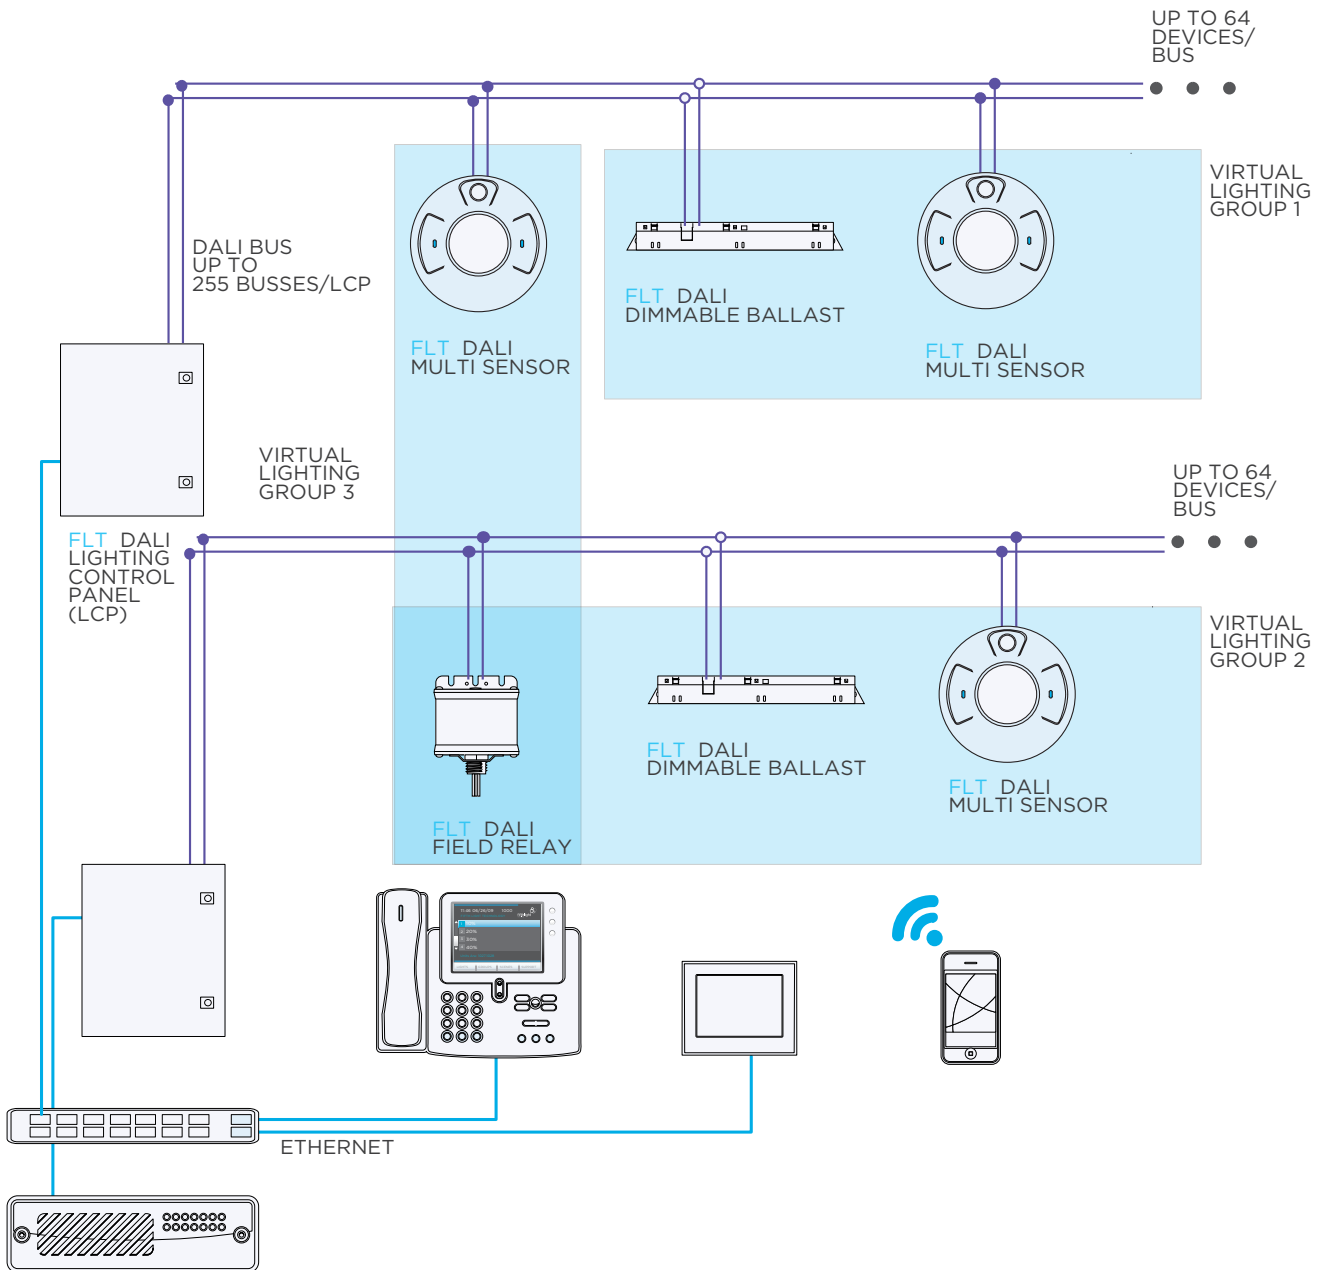 UP TO 64
DEVICES/
BUS
VIRTUAL
LIGHTING
GROUP 1
DALI BUS
UP TO
255 BUSSES/LCP
FLT DALI
DIMMABLE BALLAST
FLT DALI
MULTI SENSOR
FLT DALI
MULTI SENSOR
VIRTUAL
LIGHTING
GROUP 3
UP TO 64
DEVICES/
BUS
FLT DALI
LIGHTING
CONTROL
PANEL
(LCP)
VIRTUAL
LIGHTING
GROUP 2
FLT DALI
DIMMABLE BALLAST
FLT DALI
MULTI SENSOR
FLT DALI
FIELD RELAY
20%
30%
40%
ETHERNET